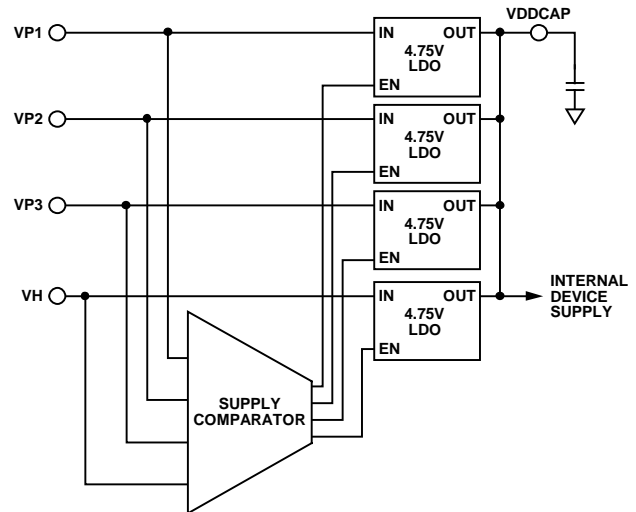 VDDCAP
VP1
IN
OUT
4.75V
LDO
EN
VP2
IN
OUT
4.75V
LDO
EN
VP3
IN
OUT
4.75V
LDO
EN
VH
IN
OUT
4.75V
LDO
EN
INTERNAL
DEVICE
SUPPLY
SUPPLY
COMPARATOR